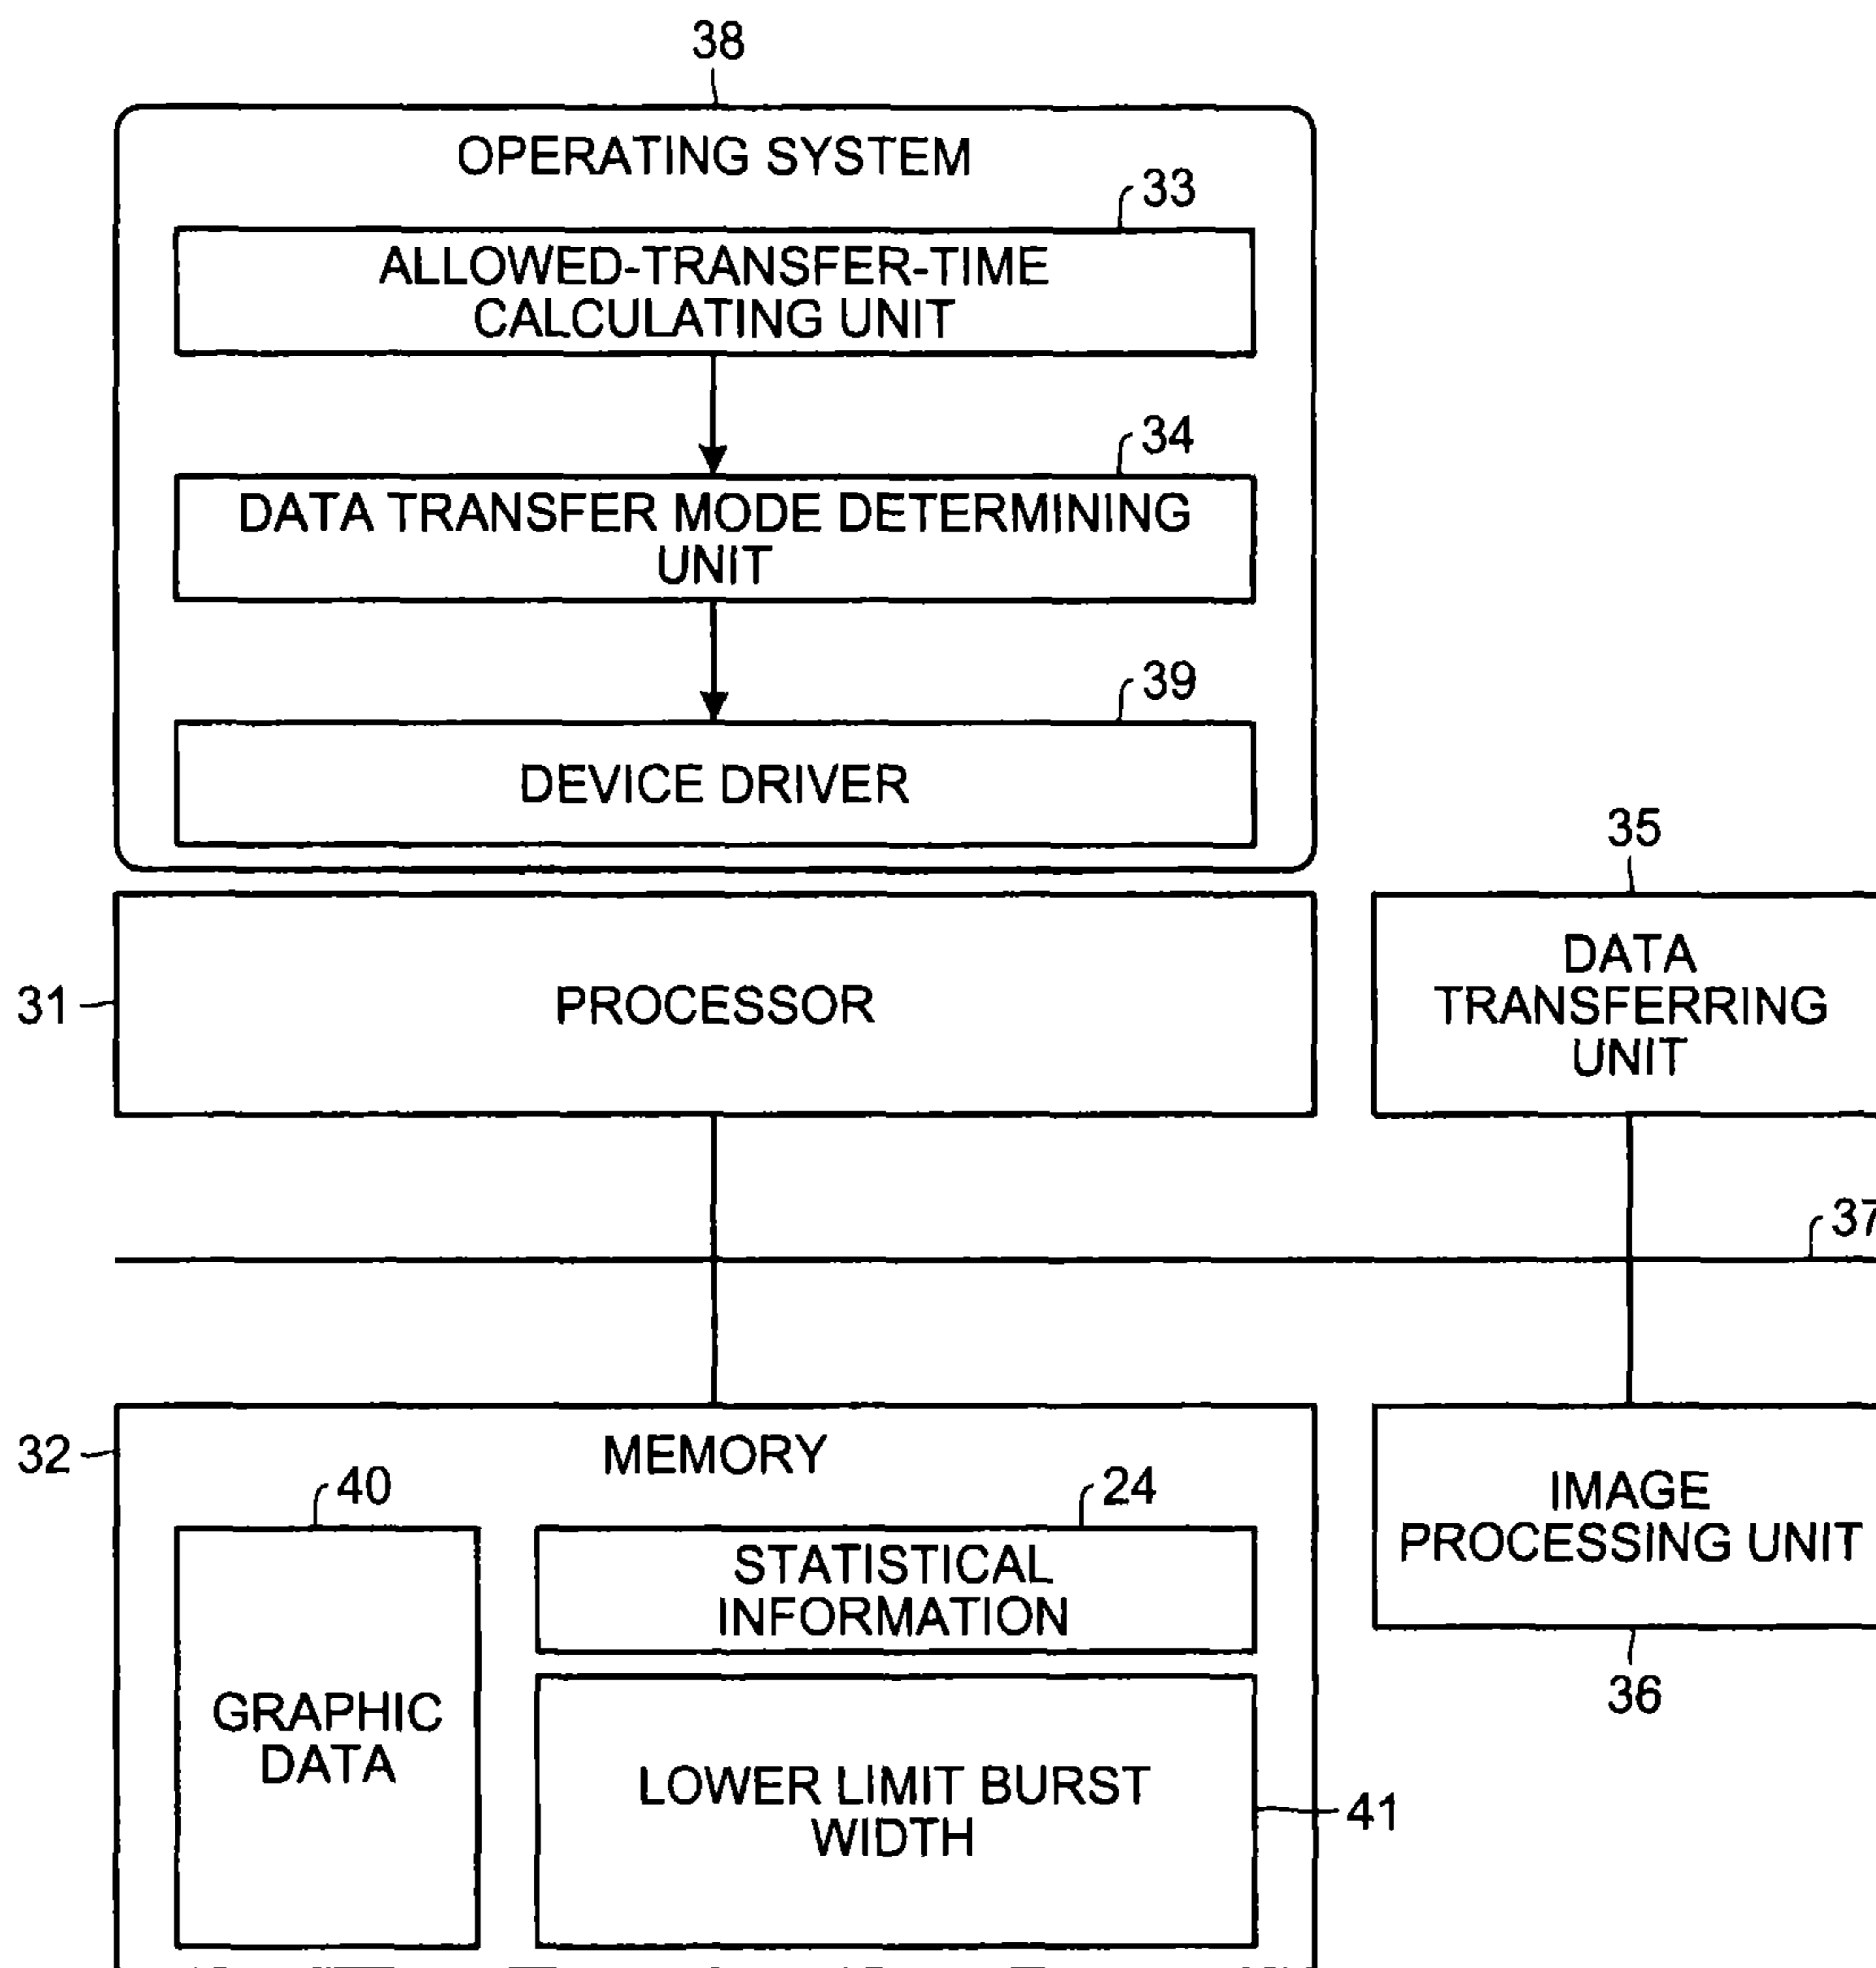 38
OPERATING SYSTEM
33
ALLOWED-TRANSFER-TIME
CALCULATING UNIT
34
DATA TRANSFER MODE DETERMINING
UNIT
39
DEVICE DRIVER
35
31
PROCESSOR
DATA
TRANSFERRING
UNIT
37
32
MEMORY
40
24
GRAPHIC
DATA
STATISTICAL
INFORMATION
LOWER LIMIT BURST
WIDTH
41
IMAGE
PROCESSING UNIT
36